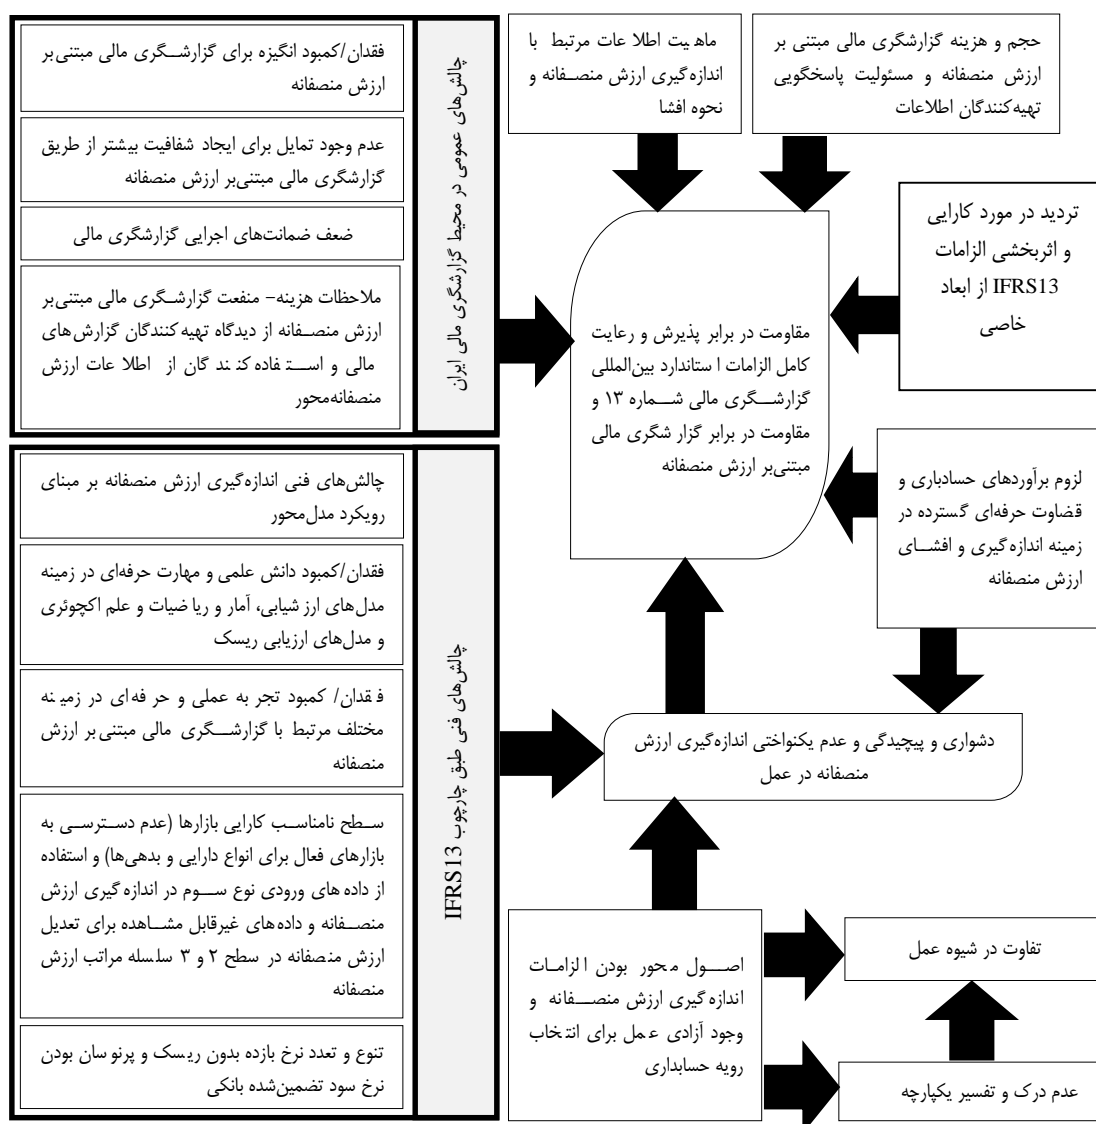 حجم و هزینه گزارشگری مالی مبتنی بر
ارزش منصفانه و مسئولیت پاسخگویی
تهیه‌کنندگان اطلاعات
ماهیت اطلاعات مرتبط با
اندازه‌گیری ارزش منصفانه و
نحوه افشا
تردید در مورد کارایی
و اثربخشی الزامات
IFRS13 از ابعاد
خاصی
مقاومت در برابر پذیرش و رعایت
کامل الزامات استاندارد بین‌المللی
گزارشگری مالی شماره ۱۳ و
مقاومت در برابر گزارشگری مالی
مبتنی‌بر ارزش منصفانه
لزوم برآوردهای حسادباری و
قضاوت حرفه‌ای گسترده در
زمینه اندازه‌گیری و افشای
ارزش منصفانه
دشواری و پیچیدگی و عدم یکنواختی اندازه‌گیری ارزش
منصفانه در عمل
اصول محور بودن الزامات
اندازه‌گیری ارزش منصفانه و
وجود آزادی عمل برای انتخاب
رویه حسابداری
تفاوت در شیوه عمل
عدم درک و تفسیر یکپارچه
چالش‌های عمومی در محیط گزارشگری مالی ایران
فقدان/کمبود انگیزه برای گزارشگری مالی مبتنی‌بر
ارزش منصفانه
عدم وجود تمایل برای ایجاد شفافیت بیشتر از طریق
گزارشگری مالی مبتنی‌بر ارزش منصفانه
ضعف ضمانت‌های اجرایی گزارشگری مالی
ملاحظات هزینه– منفعت گزارشگری مالی مبتنی‌بر
ارزش منصفانه از دیدگاه تهیه‌کنندگان گزارش‌های
مالی و استفاده‌کنندگان از اطلاعات ارزش
منصفانه‌محور
چالش‌های فنی طبق چارچوب IFRS13
چالش‌های فنی اندازه‌گیری ارزش منصفانه بر مبنای
رویکرد مدل‌محور
فقدان/کمبود دانش علمی و مهارت حرفه‌ای در زمینه
مدل‌های ارزشیابی، آمار و ریاضیات و علم اکچوئری
و مدل‌های ارزیابی ریسک
فقدان/ کمبود تجربه عملی و حرفه‌ای در زمینه
مختلف مرتبط با گزارشگری مالی مبتنی‌بر ارزش
منصفانه
سطح نامناسب کارایی بازارها (عدم دسترسی به
بازارهای فعال برای انواع دارایی و بدهی‌ها) و استفاده
از داده‌های ورودی نوع سوم در اندازه‌گیری ارزش
منصفانه و داده‌های غیرقابل مشاهده برای تعدیل
ارزش منصفانه در سطح ۲ و ۳ سلسله مراتب ارزش
منصفانه
تنوع و تعدد نرخ بازده بدون ریسک و پرنوسان بودن
نرخ سود تضمین‌شده بانکی